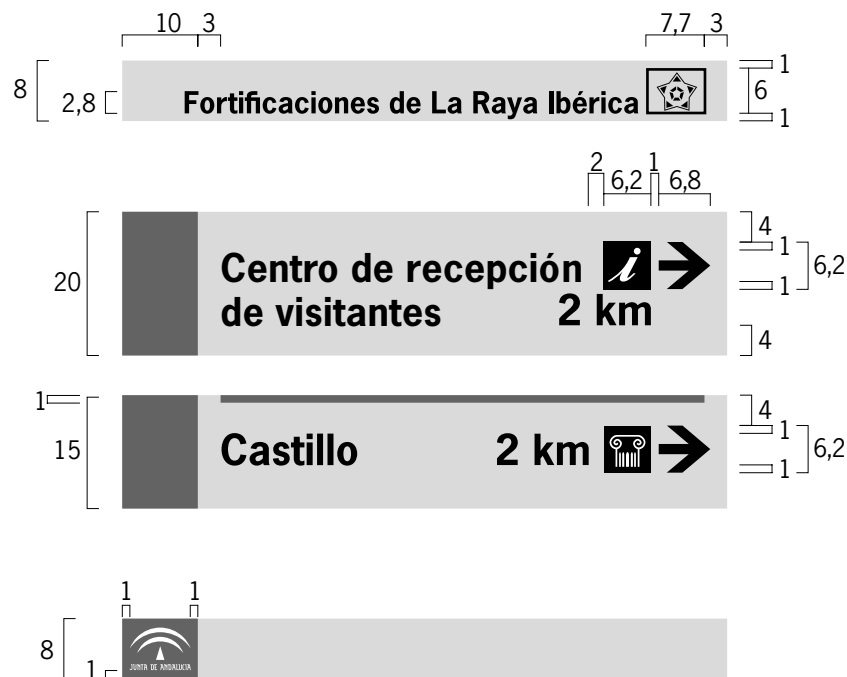 10 3 7,7 3
8 2,8 Fortificaciones de La Raya Ibérica 1 6 1
2 6,2 1 6,8
20 Centro de recepción i 4 1 6,2
de visitantes 2 km 1 4
1 4
15 Castillo 2 km 1 6,2 1
1 1
8 JUNTA DE ANDALUCIA
1